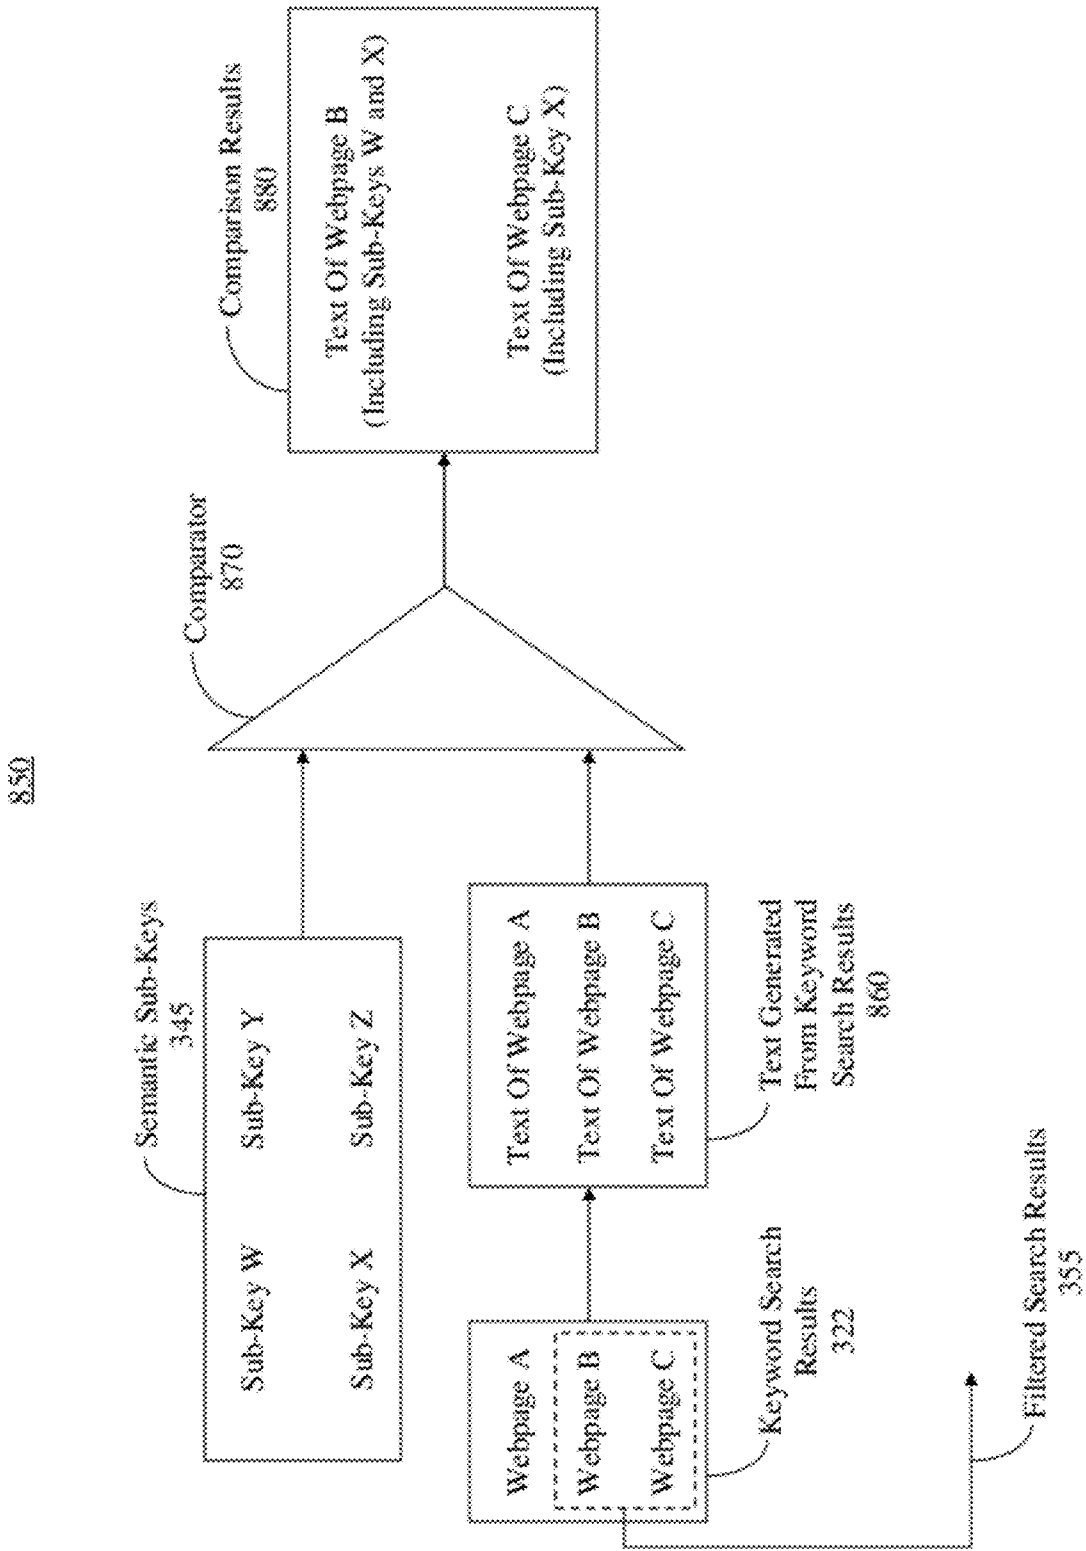 850
Semantic Sub-Keys
345
Sub-Key W
Sub-Key Y
Sub-Key X
Sub-Key Z
Comparator
870
Comparison Results
880
Text Of Webpage B
(Including Sub-Keys W and X)
Text Of Webpage C
(Including Sub-Key X)
Webpage A
Webpage B
Webpage C
Keyword Search
Results
322
Text Of Webpage A
Text Of Webpage B
Text Of Webpage C
Text Generated
From Keyword
Search Results
860
Filtered Search Results
355